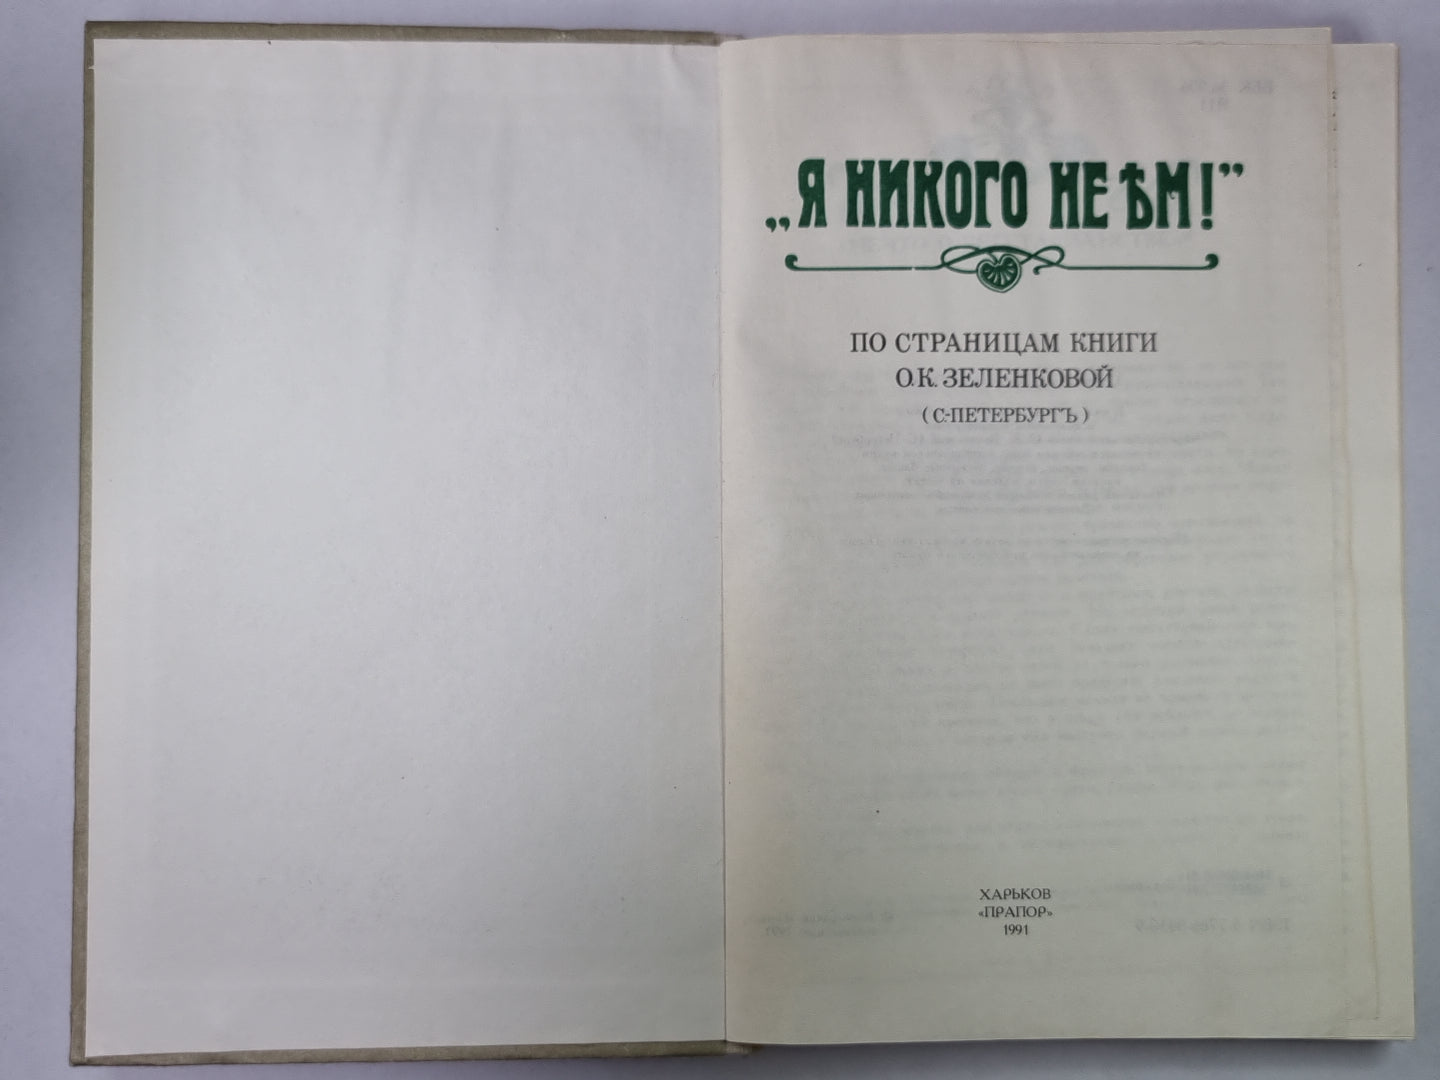 „Я НИКОГО НЕ ѢМ!”
ПО СТРАНИЦАМ КНИГИ
О.К. ЗЕЛЕНКОВОЙ
(С.-ПЕТЕРБУРГЪ)
ХАРЬКОВ
«ПРАПОР»
1991